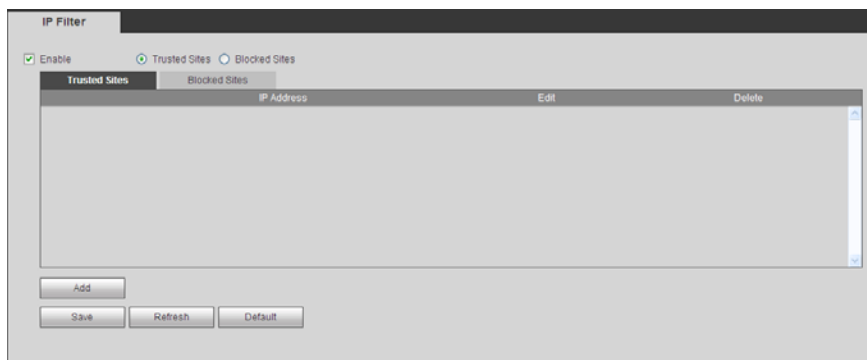 IP Filter
Enable Trusted Sites Blocked Sites
Trusted Sites Blocked Sites
IP Address Edit Delete
Add
Save Refresh Default